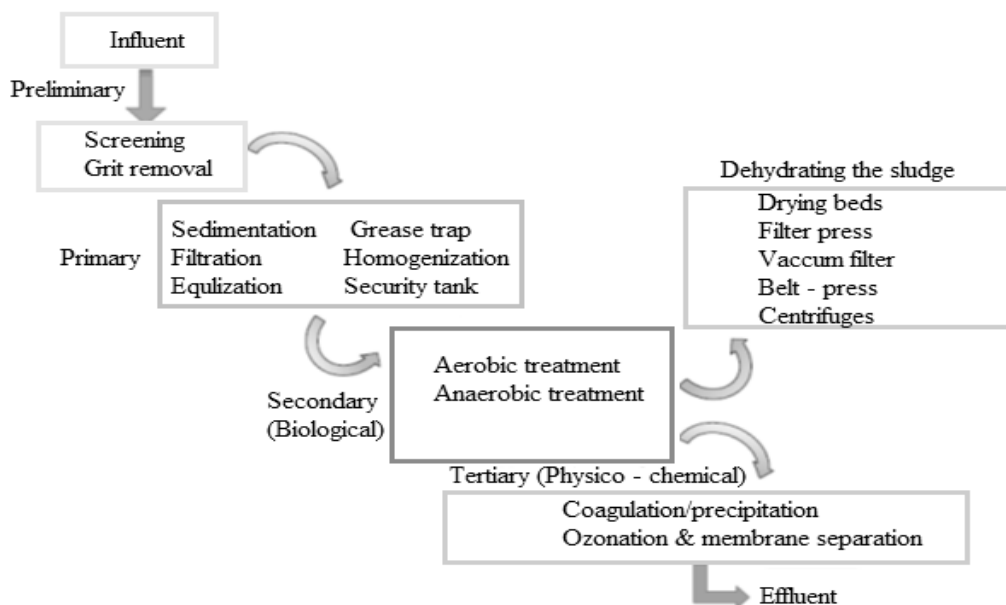 Influent
Preliminary
Screening
Grit removal
Dehydrating the sludge
Drying beds
Filter press
Vaccum filter
Belt - press
Centrifuges
Primary
Sedimentation Grease trap
Filtration Homogenization
Equlization Security tank
Aerobic treatment
Anaerobic treatment
Secondary
(Biological)
Tertiary (Physico - chemical)
Coagulation/precipitation
Ozonation & membrane separation
Effluent